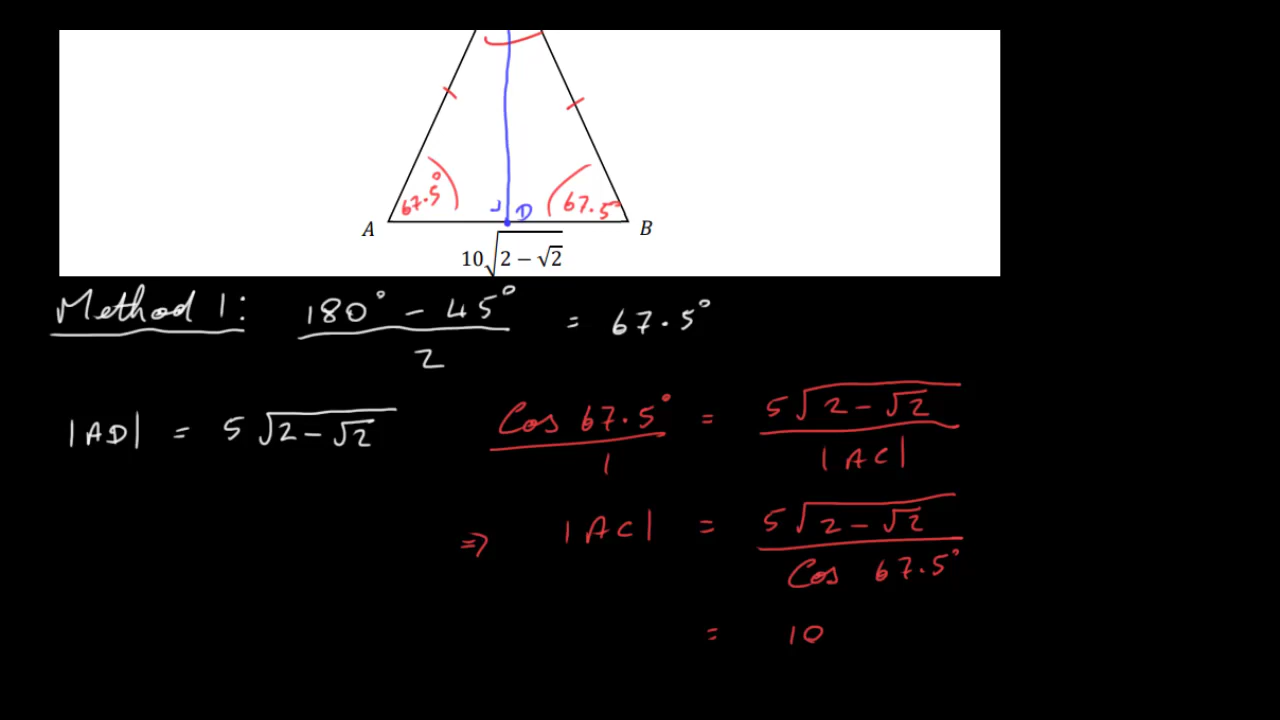 67.5° 67.5°
A D B
10√(2 − √2)
Method 1: (180° − 45°)/2 = 67.5°
|AD| = 5√(2 − √2)
Cos 67.5°/1 = 5√(2 − √2)/|AC|
⇒ |AC| = 5√(2 − √2)/Cos 67.5°
= 10